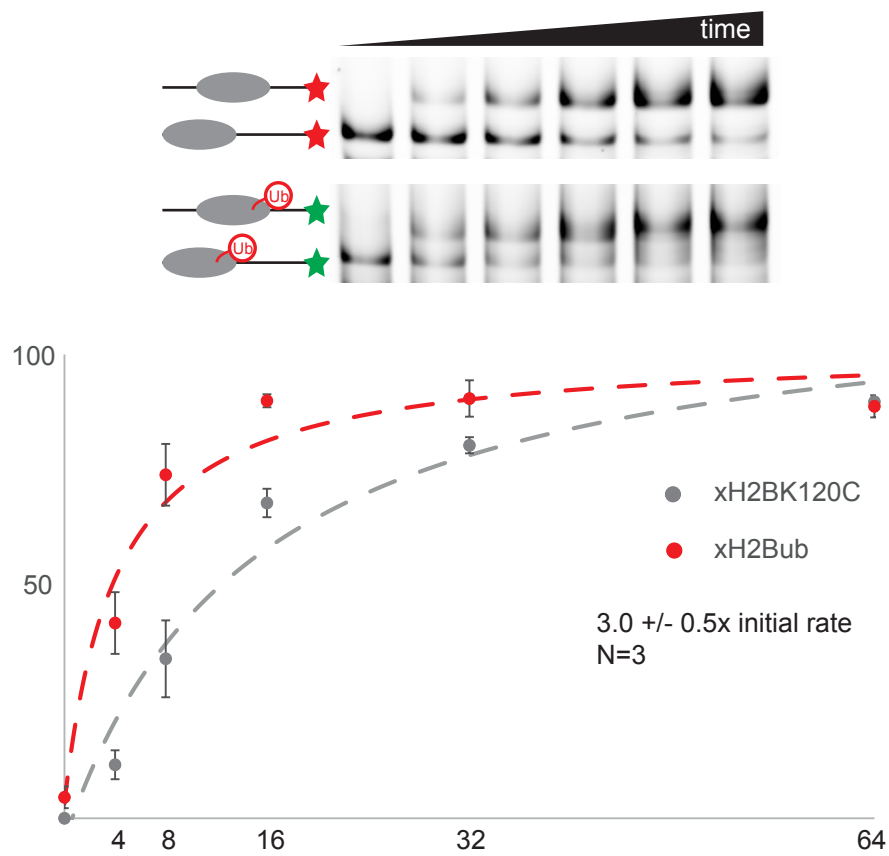 time
Ub
Ub
100
50
xH2BK120C
xH2Bub
3.0 +/- 0.5x initial rate
N=3
4 8 16 32 64